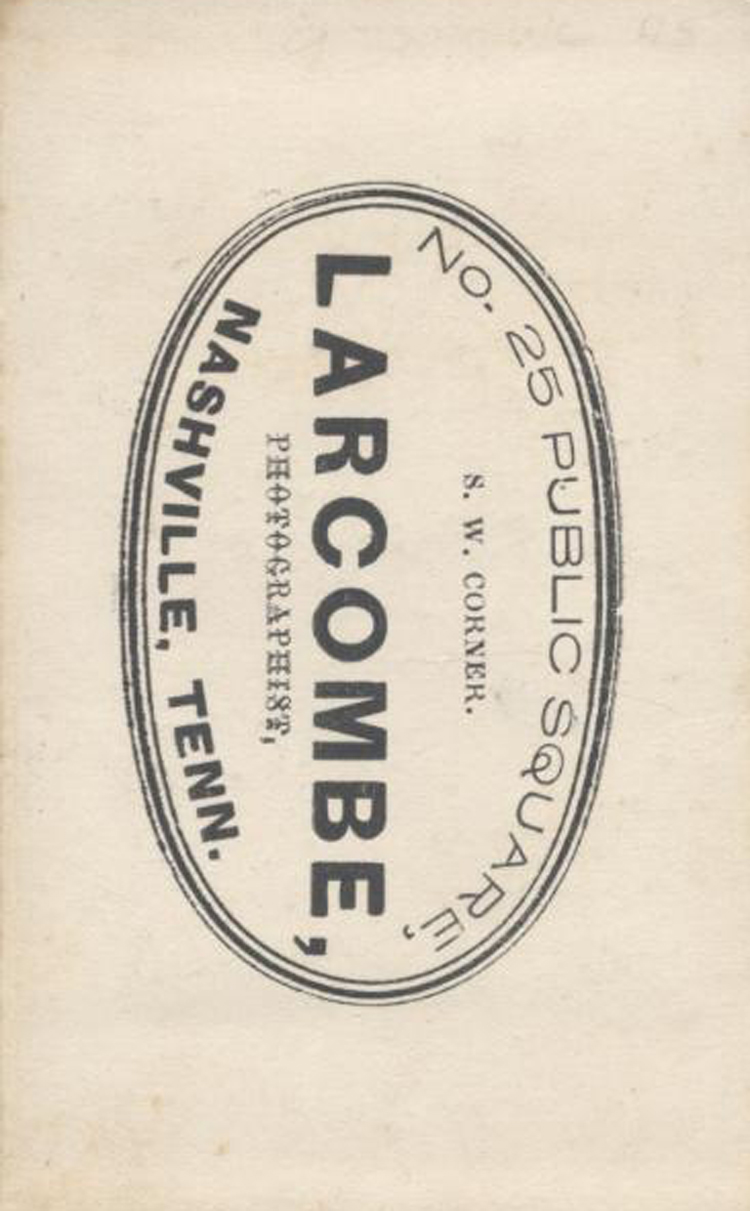 NO. 25 PUBLIC SQUARE,
S. W. CORNER.
LARCOMBE,
PHOTOGRAPHIST,
NASHVILLE, TENN.